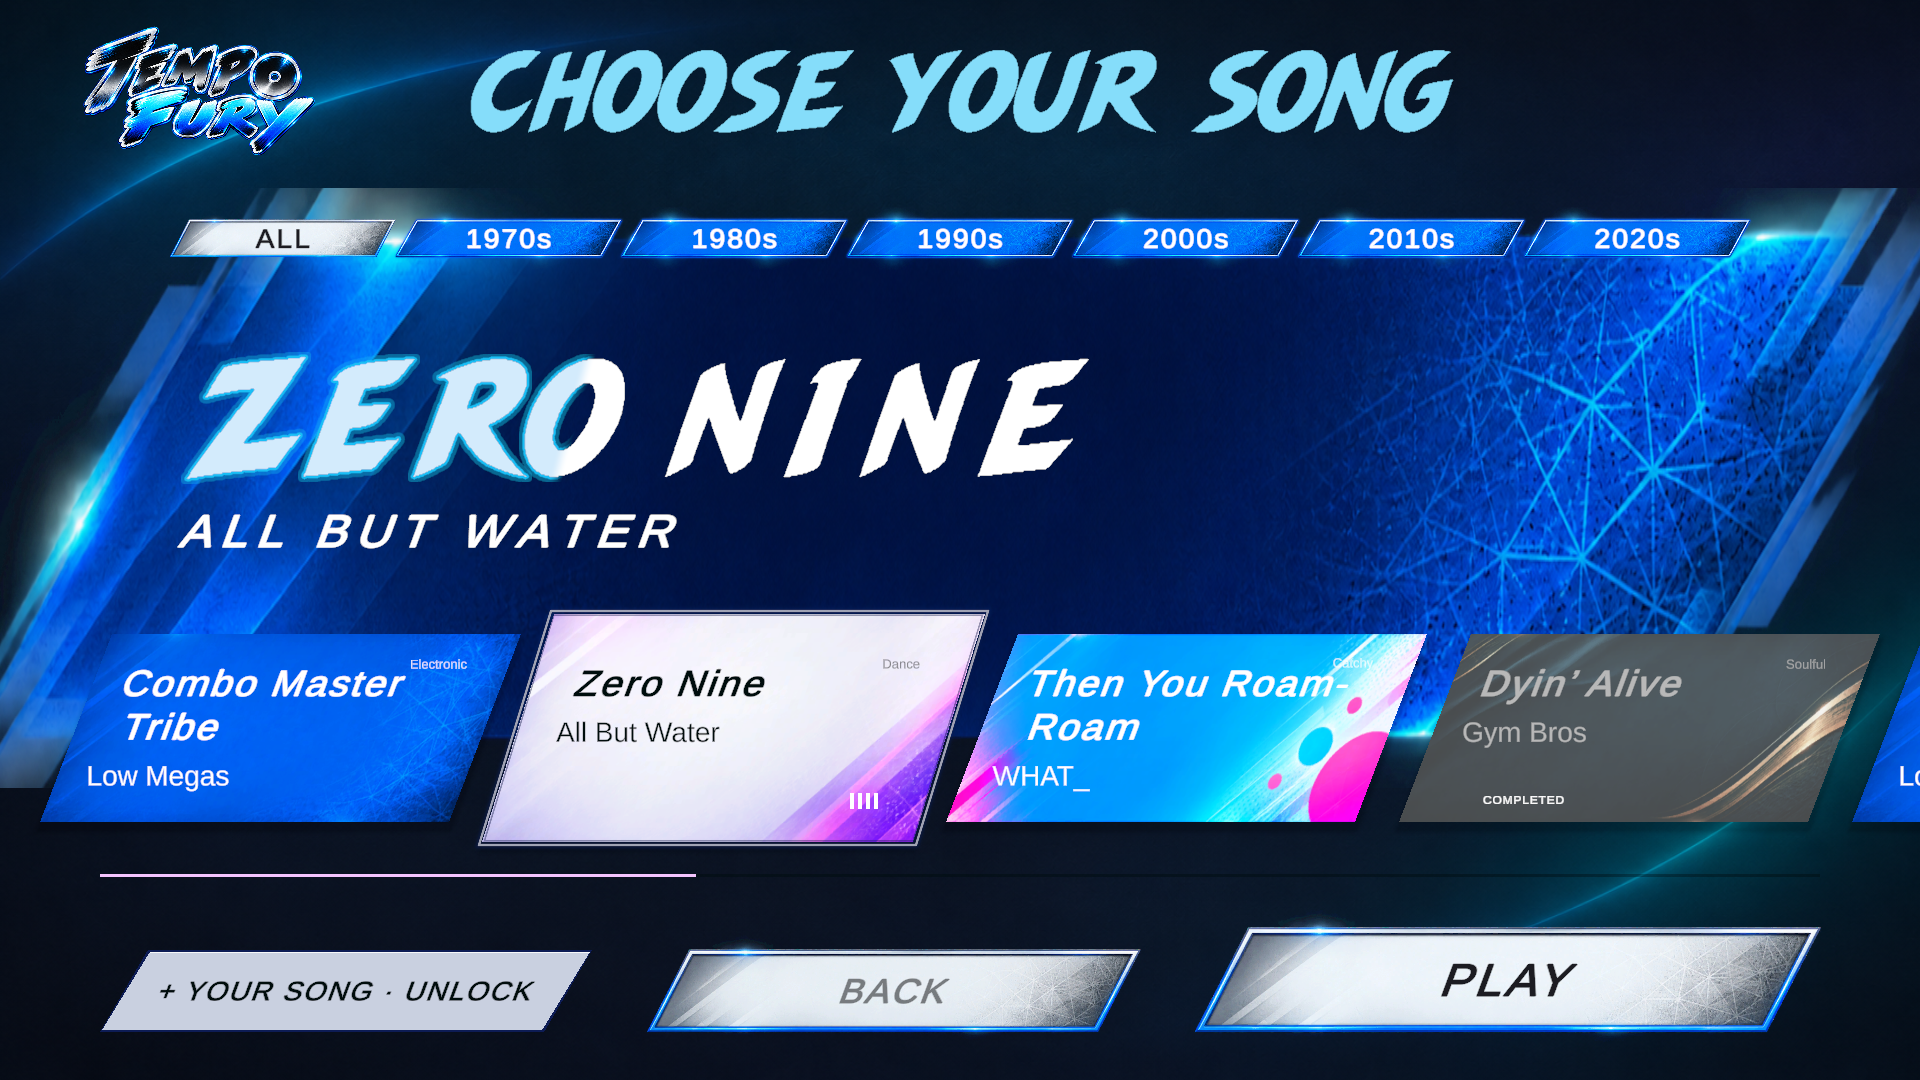 TEMPO
FURY
CHOOSE YOUR SONG
ALL
1970s
1980s
1990s
2000s
2010s
2020s
ZERO NINE
ALL BUT WATER
Electronic
Combo Master
Tribe
Low Megas
Dance
Zero Nine
All But Water
Catchy
Then You Roam-
Roam
WHAT_
Soulful
Dyin’ Alive
Gym Bros
COMPLETED
Lo
+ YOUR SONG · UNLOCK
BACK
PLAY